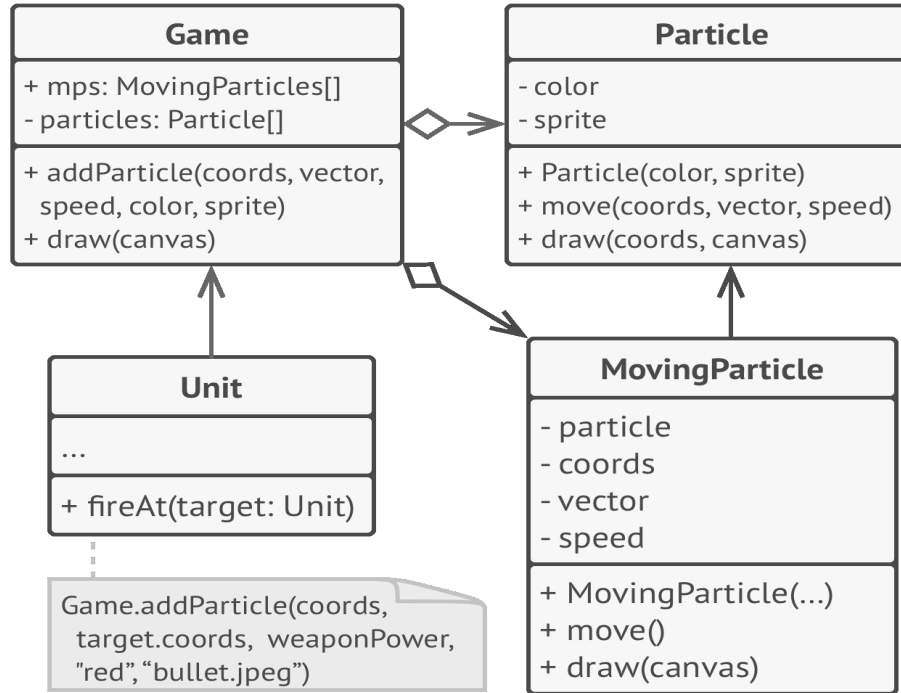 Game
+ mps: MovingParticles[]
- particles: Particle[]
+ addParticle(coords, vector,
speed, color, sprite)
+ draw(canvas)
Particle
- color
- sprite
+ Particle(color, sprite)
+ move(coords, vector, speed)
+ draw(coords, canvas)
Unit
...
+ fireAt(target: Unit)
Game.addParticle(coords,
target.coords, weaponPower,
"red",“bullet.jpeg”)
MovingParticle
- particle
- coords
- vector
- speed
+ MovingParticle(...)
+ move()
+ draw(canvas)